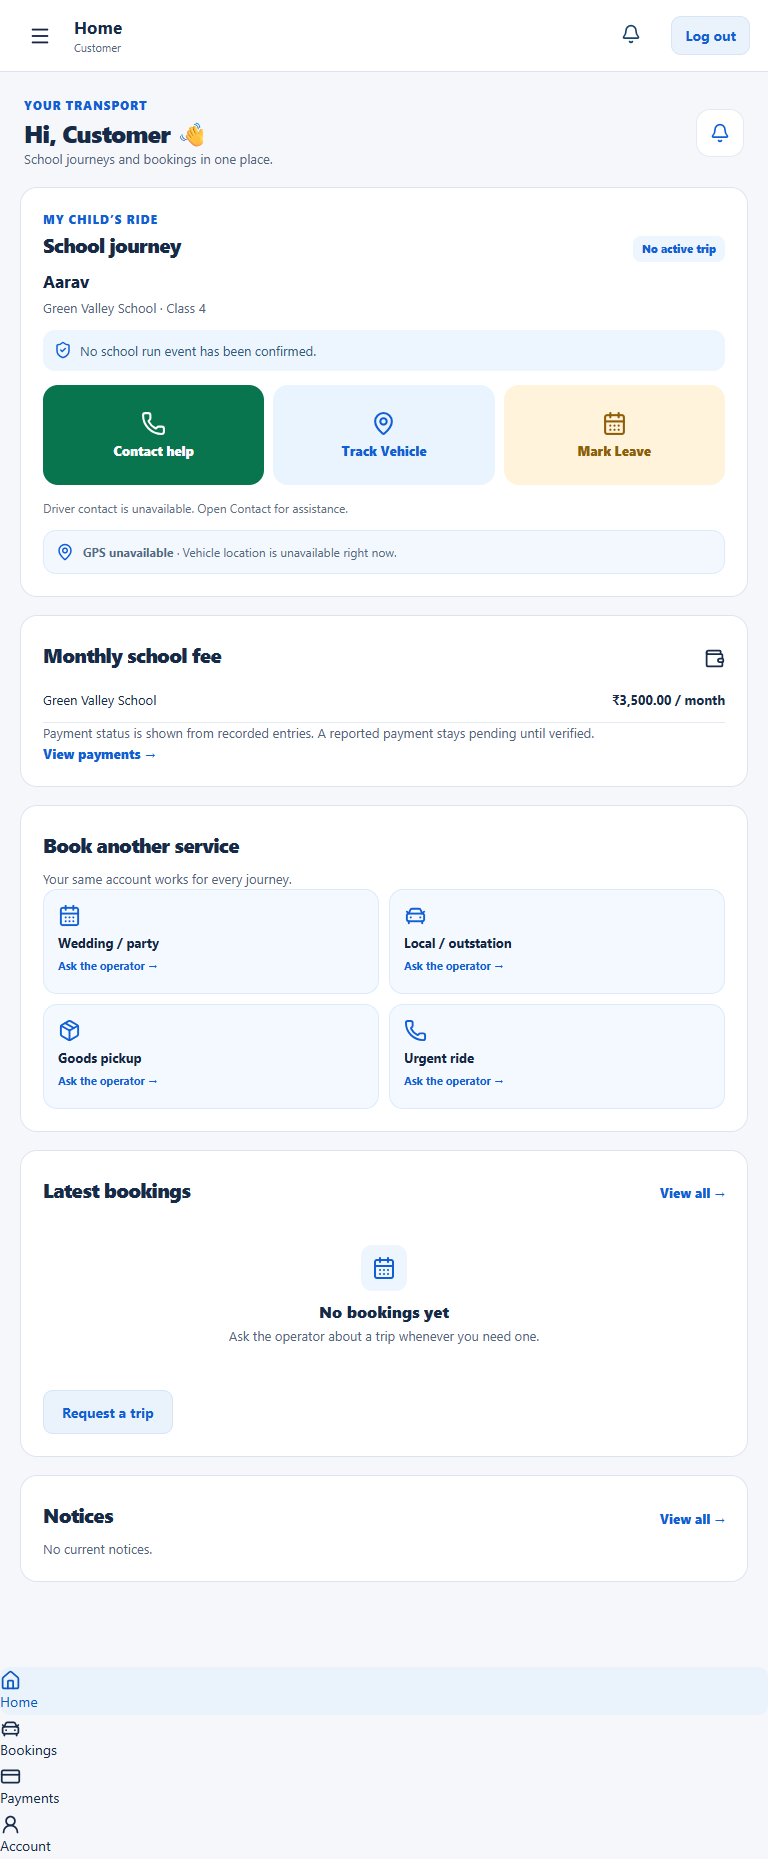 Home
Customer
Log out
YOUR TRANSPORT
Hi, Customer 👋
School journeys and bookings in one place.
MY CHILD'S RIDE
School journey
No active trip
Aarav
Green Valley School · Class 4
No school run event has been confirmed.
Contact help
Track Vehicle
Mark Leave
Driver contact is unavailable. Open Contact for assistance.
GPS unavailable · Vehicle location is unavailable right now.
Monthly school fee
Green Valley School
₹3,500.00 / month
Payment status is shown from recorded entries. A reported payment stays pending until verified.
View payments →
Book another service
Your same account works for every journey.
Wedding / party
Ask the operator →
Local / outstation
Ask the operator →
Goods pickup
Ask the operator →
Urgent ride
Ask the operator →
Latest bookings
View all →
No bookings yet
Ask the operator about a trip whenever you need one.
Request a trip
Notices
View all →
No current notices.
Home
Bookings
Payments
Account